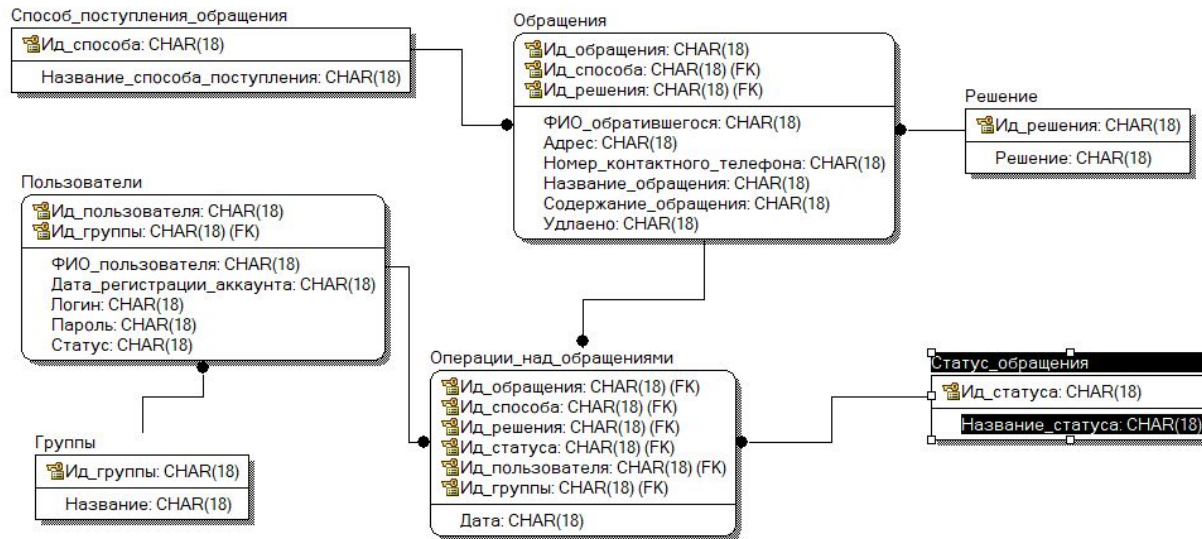 Способ_поступления_обращения
Ид_способа: CHAR(18)
Название_способа_поступления: CHAR(18)
Обращения
Ид_обращения: CHAR(18)
Ид_способа: CHAR(18) (FK)
Ид_решения: CHAR(18) (FK)
ФИО_обратившегося: CHAR(18)
Адрес: CHAR(18)
Номер_контактного_телефона: CHAR(18)
Название_обращения: CHAR(18)
Содержание_обращения: CHAR(18)
Удлаено: CHAR(18)
Решение
Ид_решения: CHAR(18)
Решение: CHAR(18)
Пользователи
Ид_пользователя: CHAR(18)
Ид_группы: CHAR(18) (FK)
ФИО_пользователя: CHAR(18)
Дата_регистрации_аккаунта: CHAR(18)
Логин: CHAR(18)
Пароль: CHAR(18)
Статус: CHAR(18)
Операции_над_обращениями
Ид_обращения: CHAR(18) (FK)
Ид_способа: CHAR(18) (FK)
Ид_решения: CHAR(18) (FK)
Ид_статуса: CHAR(18) (FK)
Ид_пользователя: CHAR(18) (FK)
Ид_группы: CHAR(18) (FK)
Дата: CHAR(18)
Статус_обращения
Ид_статуса: CHAR(18)
Название_статуса: CHAR(18)
Группы
Ид_группы: CHAR(18)
Название: CHAR(18)